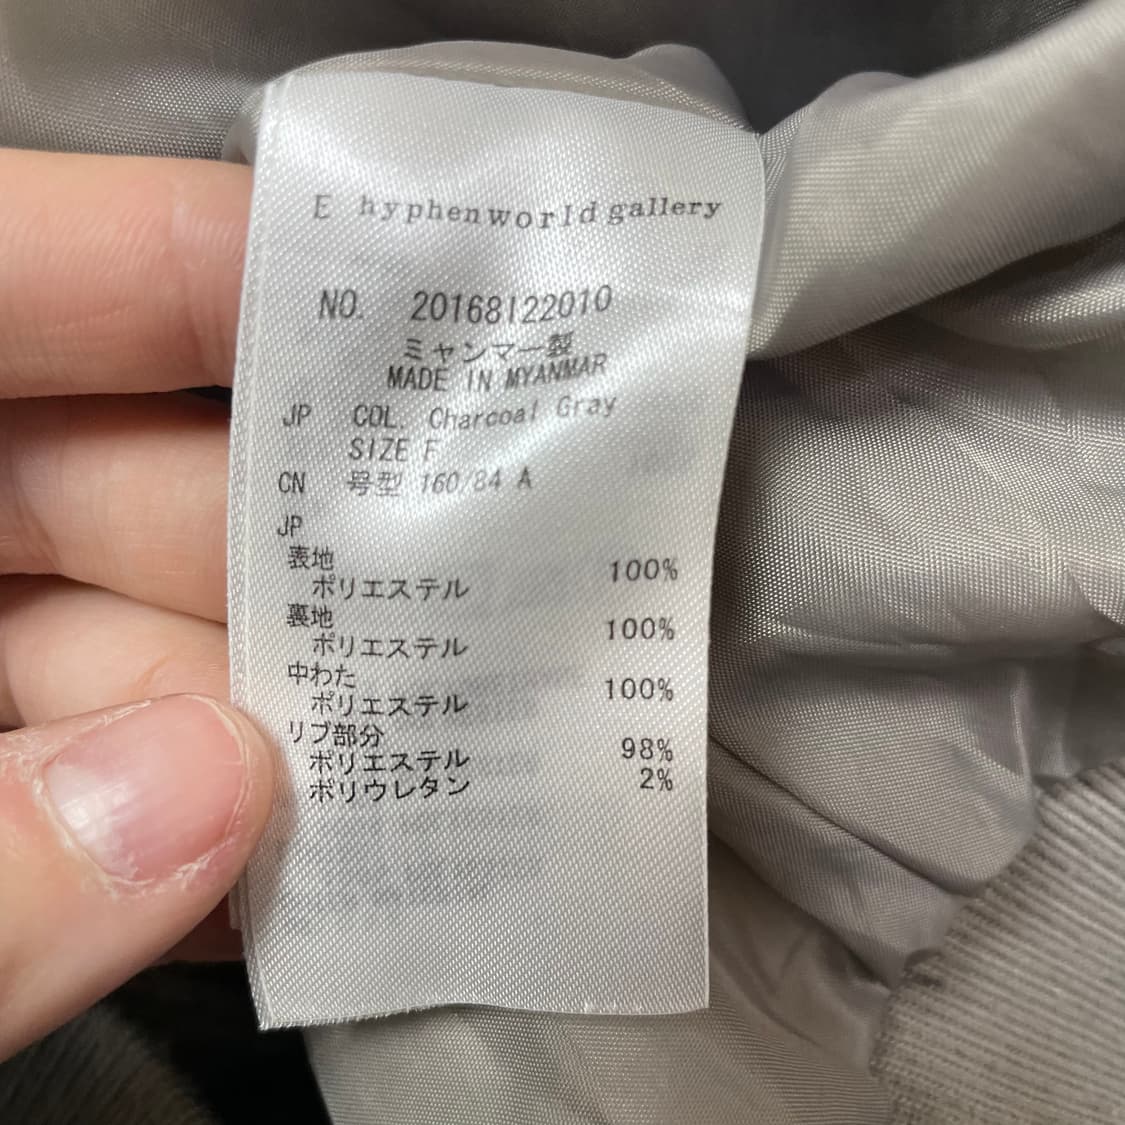 E hyphen world gallery
NO. 20168122010
ミャンマー製
MADE IN MYANMAR
JP COL. Charcoal Gray
SIZE F
CN 号型 160/84 A
JP
表地
ポリエステル 100%
裏地
ポリエステル 100%
中わた
ポリエステル 100%
リブ部分
ポリエステル 98%
ポリウレタン 2%